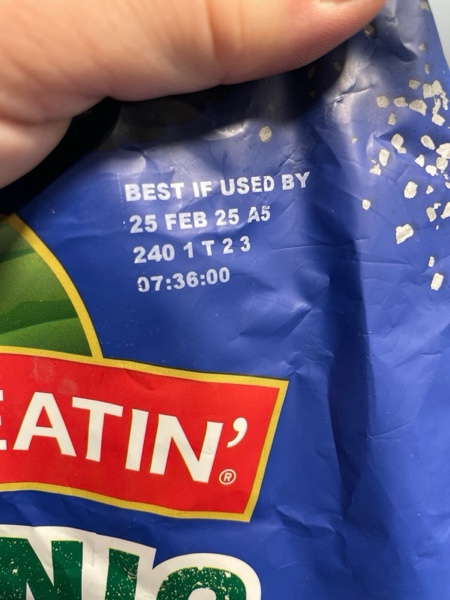 BEST IF USED BY
25 FEB 25 A5
240 1 T 2 3
07:36:00
EATIN'®